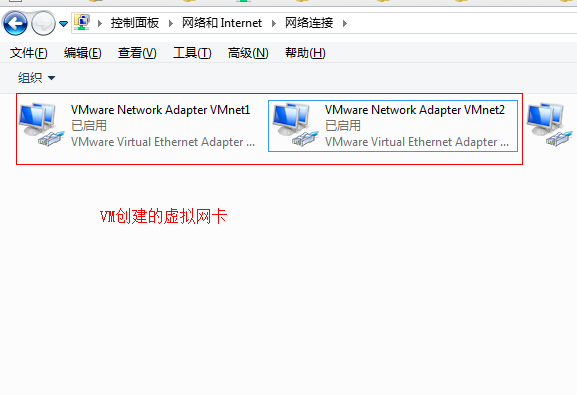 控制面板 网络和 Internet 网络连接
文件(F) 编辑(E) 查看(V) 工具(T) 高级(N) 帮助(H)
组织
VMware Network Adapter VMnet1
已启用
VMware Virtual Ethernet Adapter ...
VMware Network Adapter VMnet2
已启用
VMware Virtual Ethernet Adapter ...
VM创建的虚拟网卡